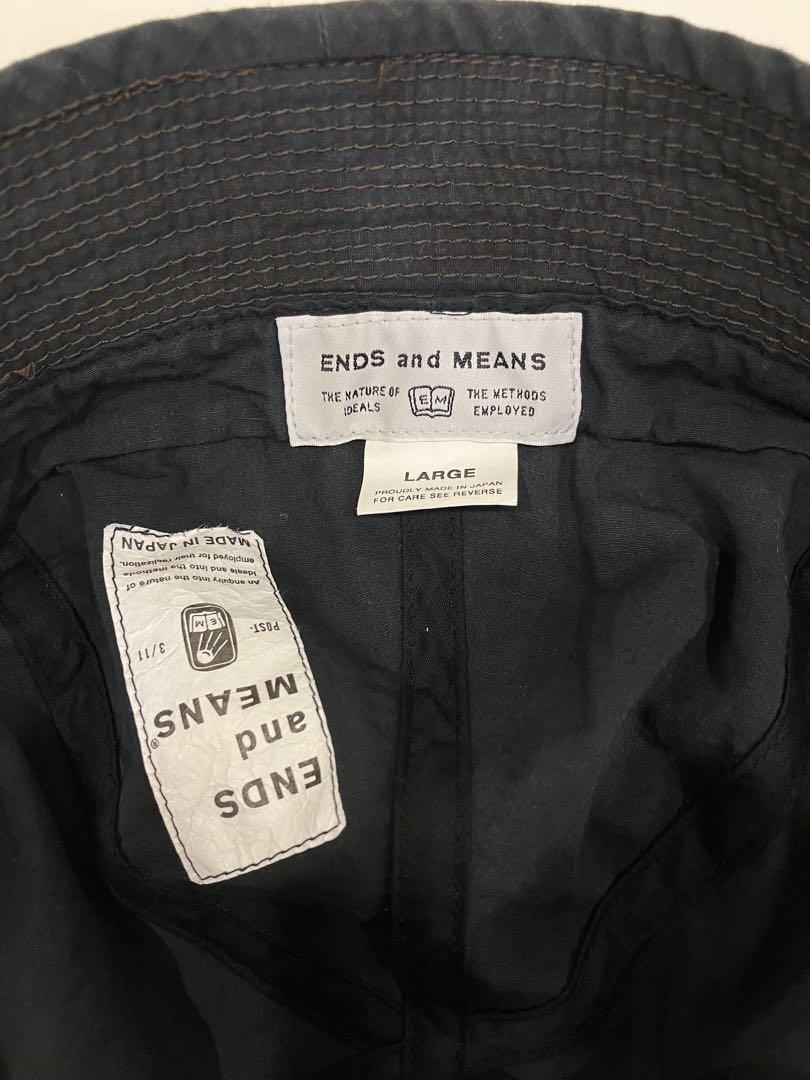 ENDS and MEANS
THE NATURE OF IDEALS
EM
THE METHODS EMPLOYED
LARGE
PROUDLY MADE IN JAPAN
FOR CARE SEE REVERSE
ENDS
and
MEANS®
POST-
3/11
EM
An enquiry into the nature of
ideals and into the methods
employed for their realization.
MADE IN JAPAN